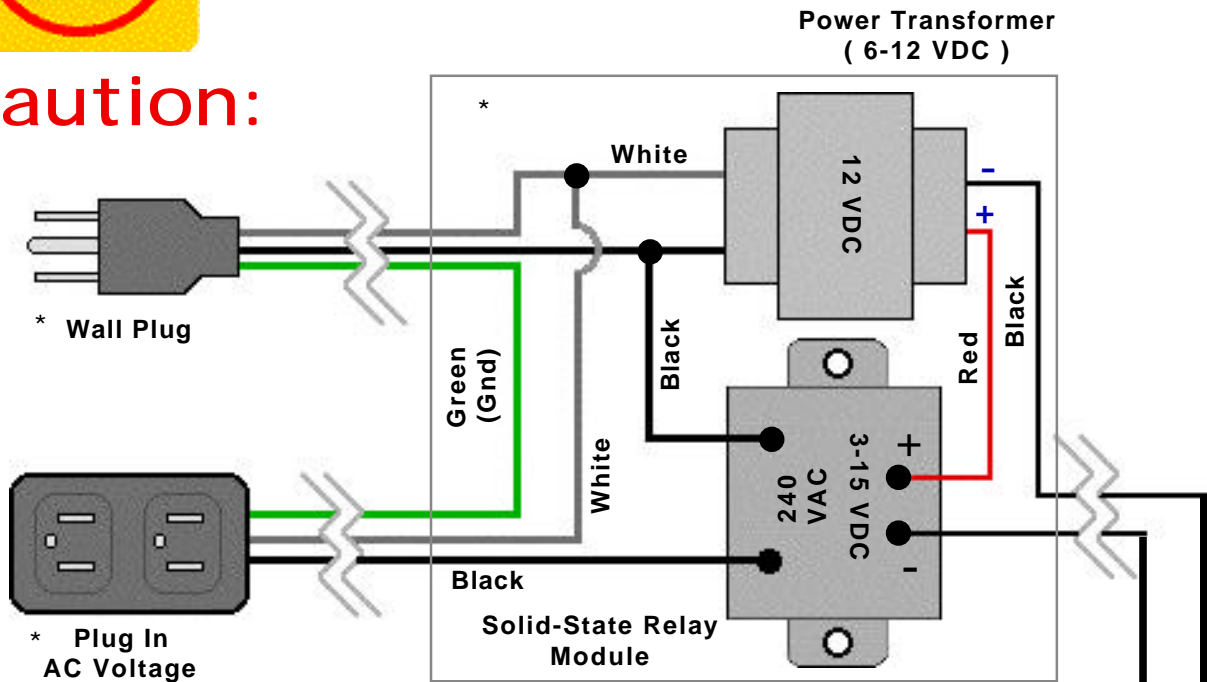 Power Transformer
( 6-12 VDC )
aution:
*
White
12 VDC
-
+
* Wall Plug
Green
(Gnd)
Black
Red
Black
White
240
VAC
3-15 VDC
+
-
Black
Solid-State Relay
Module
* Plug In
AC Voltage